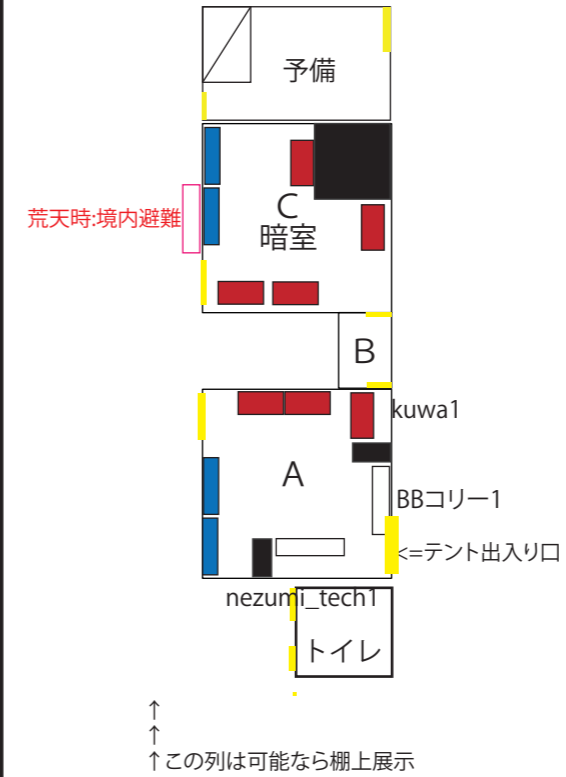 予備
荒天時:境内避難
C
暗室
B
kuwa1
A
BBコリー1
<=テント出入り口
nezumi_tech1
トイレ
↑
↑
↑この列は可能なら棚上展示